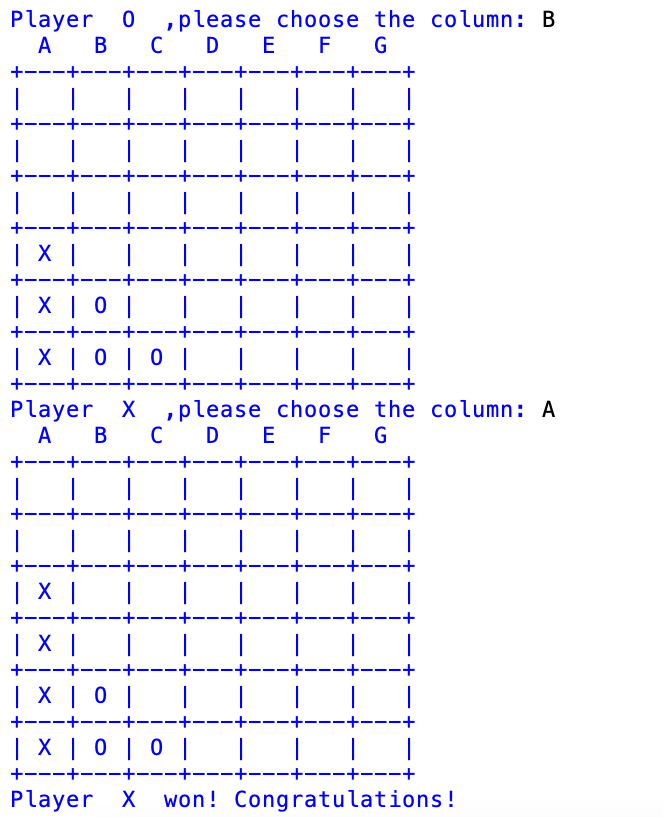 Player  O  ,please choose the column: B
  A   B   C   D   E   F   G
+---+---+---+---+---+---+---+
|   |   |   |   |   |   |   |
+---+---+---+---+---+---+---+
|   |   |   |   |   |   |   |
+---+---+---+---+---+---+---+
|   |   |   |   |   |   |   |
+---+---+---+---+---+---+---+
| X |   |   |   |   |   |   |
+---+---+---+---+---+---+---+
| X | O |   |   |   |   |   |
+---+---+---+---+---+---+---+
| X | O | O |   |   |   |   |
+---+---+---+---+---+---+---+
Player  X  ,please choose the column: A
  A   B   C   D   E   F   G
+---+---+---+---+---+---+---+
|   |   |   |   |   |   |   |
+---+---+---+---+---+---+---+
|   |   |   |   |   |   |   |
+---+---+---+---+---+---+---+
| X |   |   |   |   |   |   |
+---+---+---+---+---+---+---+
| X |   |   |   |   |   |   |
+---+---+---+---+---+---+---+
| X | O |   |   |   |   |   |
+---+---+---+---+---+---+---+
| X | O | O |   |   |   |   |
+---+---+---+---+---+---+---+
Player  X  won! Congratulations!